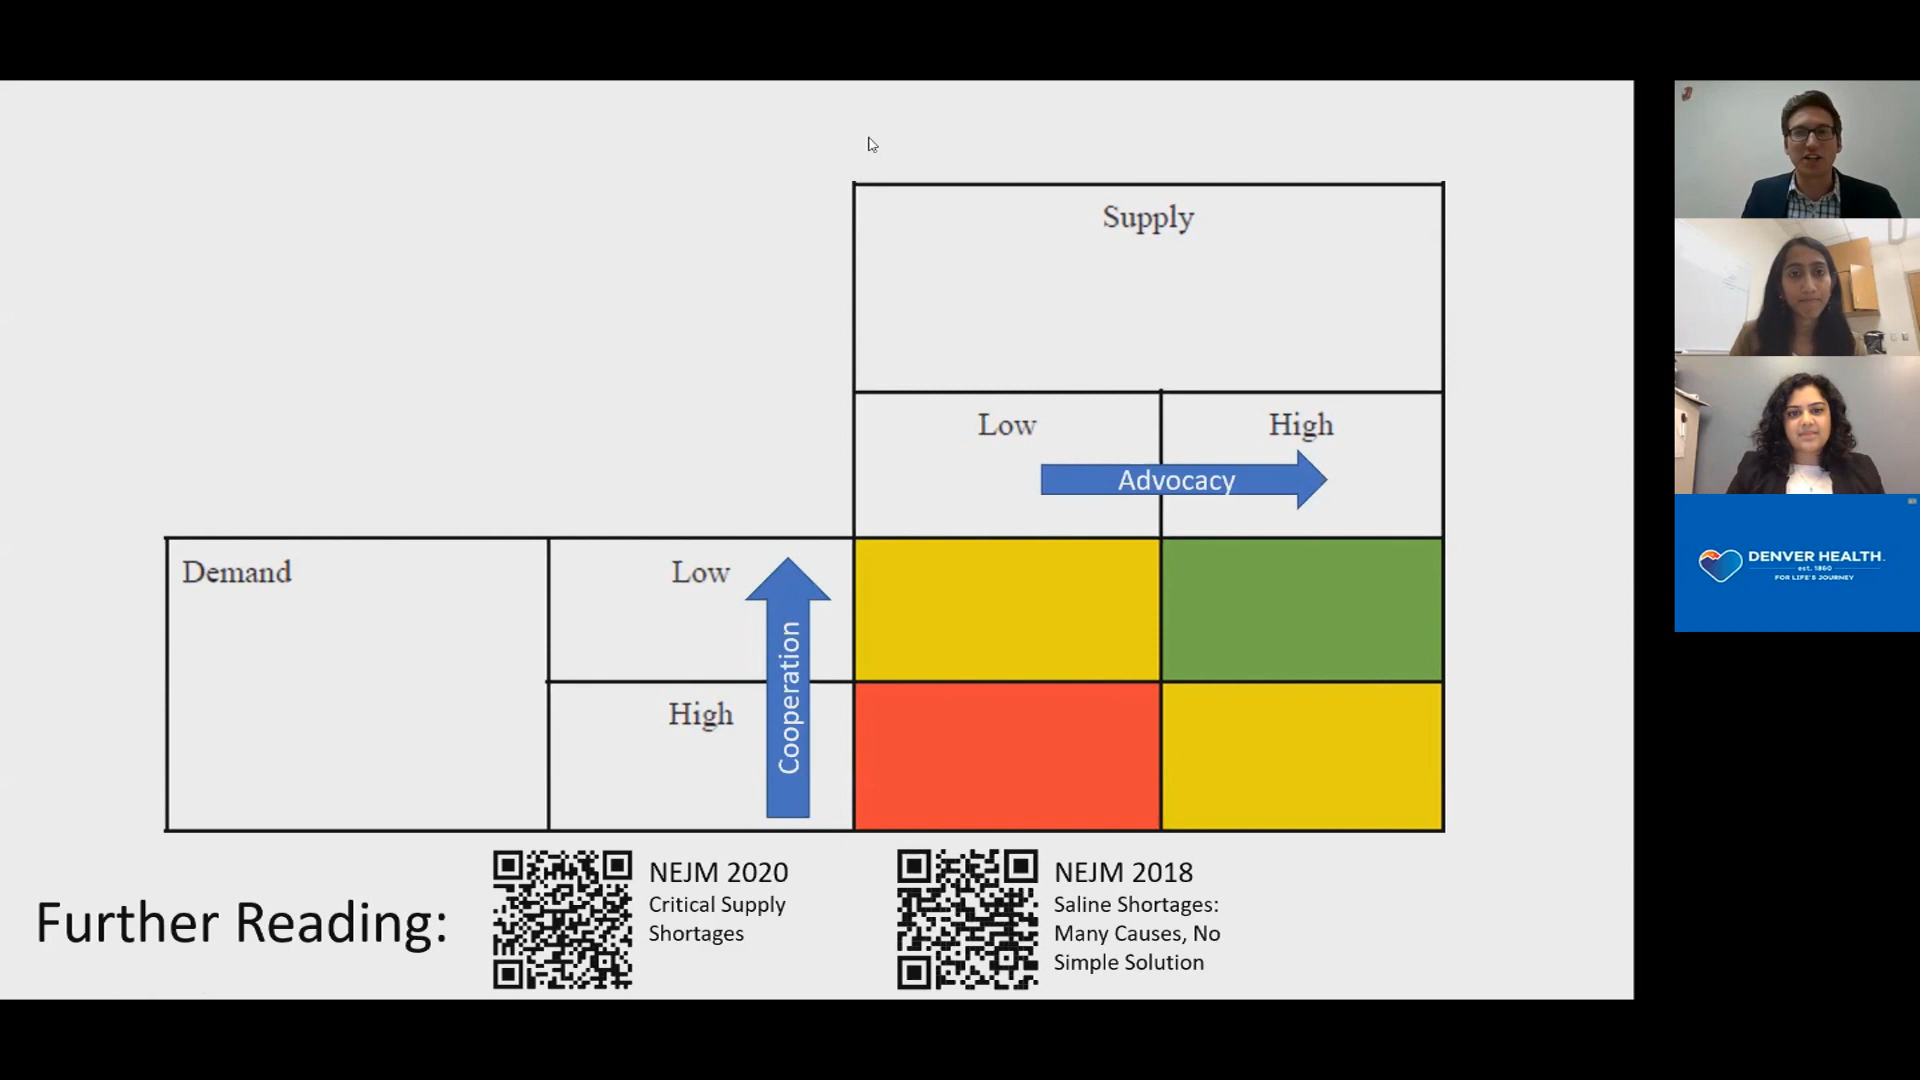 Supply
Low
High
Advocacy
Demand
Low
High
Cooperation
Further Reading:
NEJM 2020
Critical Supply
Shortages
NEJM 2018
Saline Shortages:
Many Causes, No
Simple Solution
DENVER HEALTH
est. 1860
FOR LIFE'S JOURNEY